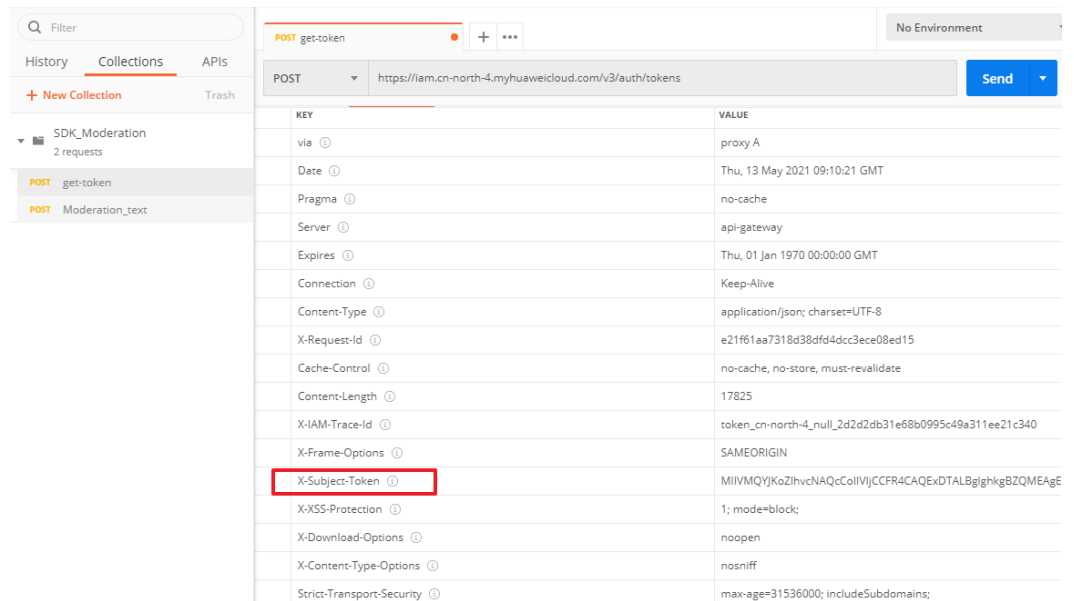 Filter
History Collections APIs
+ New Collection Trash
SDK_Moderation
2 requests
POST get-token
POST Moderation_text
POST get-token
No Environment
POST https://iam.cn-north-4.myhuaweicloud.com/v3/auth/tokens Send
KEY VALUE
via proxy A
Date Thu, 13 May 2021 09:10:21 GMT
Pragma no-cache
Server api-gateway
Expires Thu, 01 Jan 1970 00:00:00 GMT
Connection Keep-Alive
Content-Type application/json; charset=UTF-8
X-Request-Id e21f61aa7318d38dfd4dcc3ece08ed15
Cache-Control no-cache, no-store, must-revalidate
Content-Length 17825
X-IAM-Trace-Id token_cn-north-4_null_2d2d2db31e68b0995c49a311ee21c340
X-Frame-Options SAMEORIGIN
X-Subject-Token MIIVMQYJKoZIhvcNAQcCoIIVIjCCFR4CAQExDTALBglghkgBZQMEAgE
X-XSS-Protection 1; mode=block;
X-Download-Options noopen
X-Content-Type-Options nosniff
Strict-Transport-Security max-age=31536000; includeSubdomains;